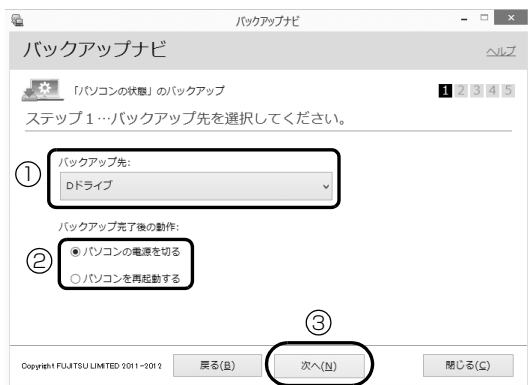 バックアップナビ
バックアップナビ
ヘルプ
「パソコンの状態」のバックアップ
1 2 3 4 5
ステップ1…バックアップ先を選択してください。
① バックアップ先:
Dドライブ
バックアップ完了後の動作:
② パソコンの電源を切る
パソコンを再起動する
③
Copyright FUJITSU LIMITED 2011-2012 戻る(B) 次へ(N) 閉じる(C)